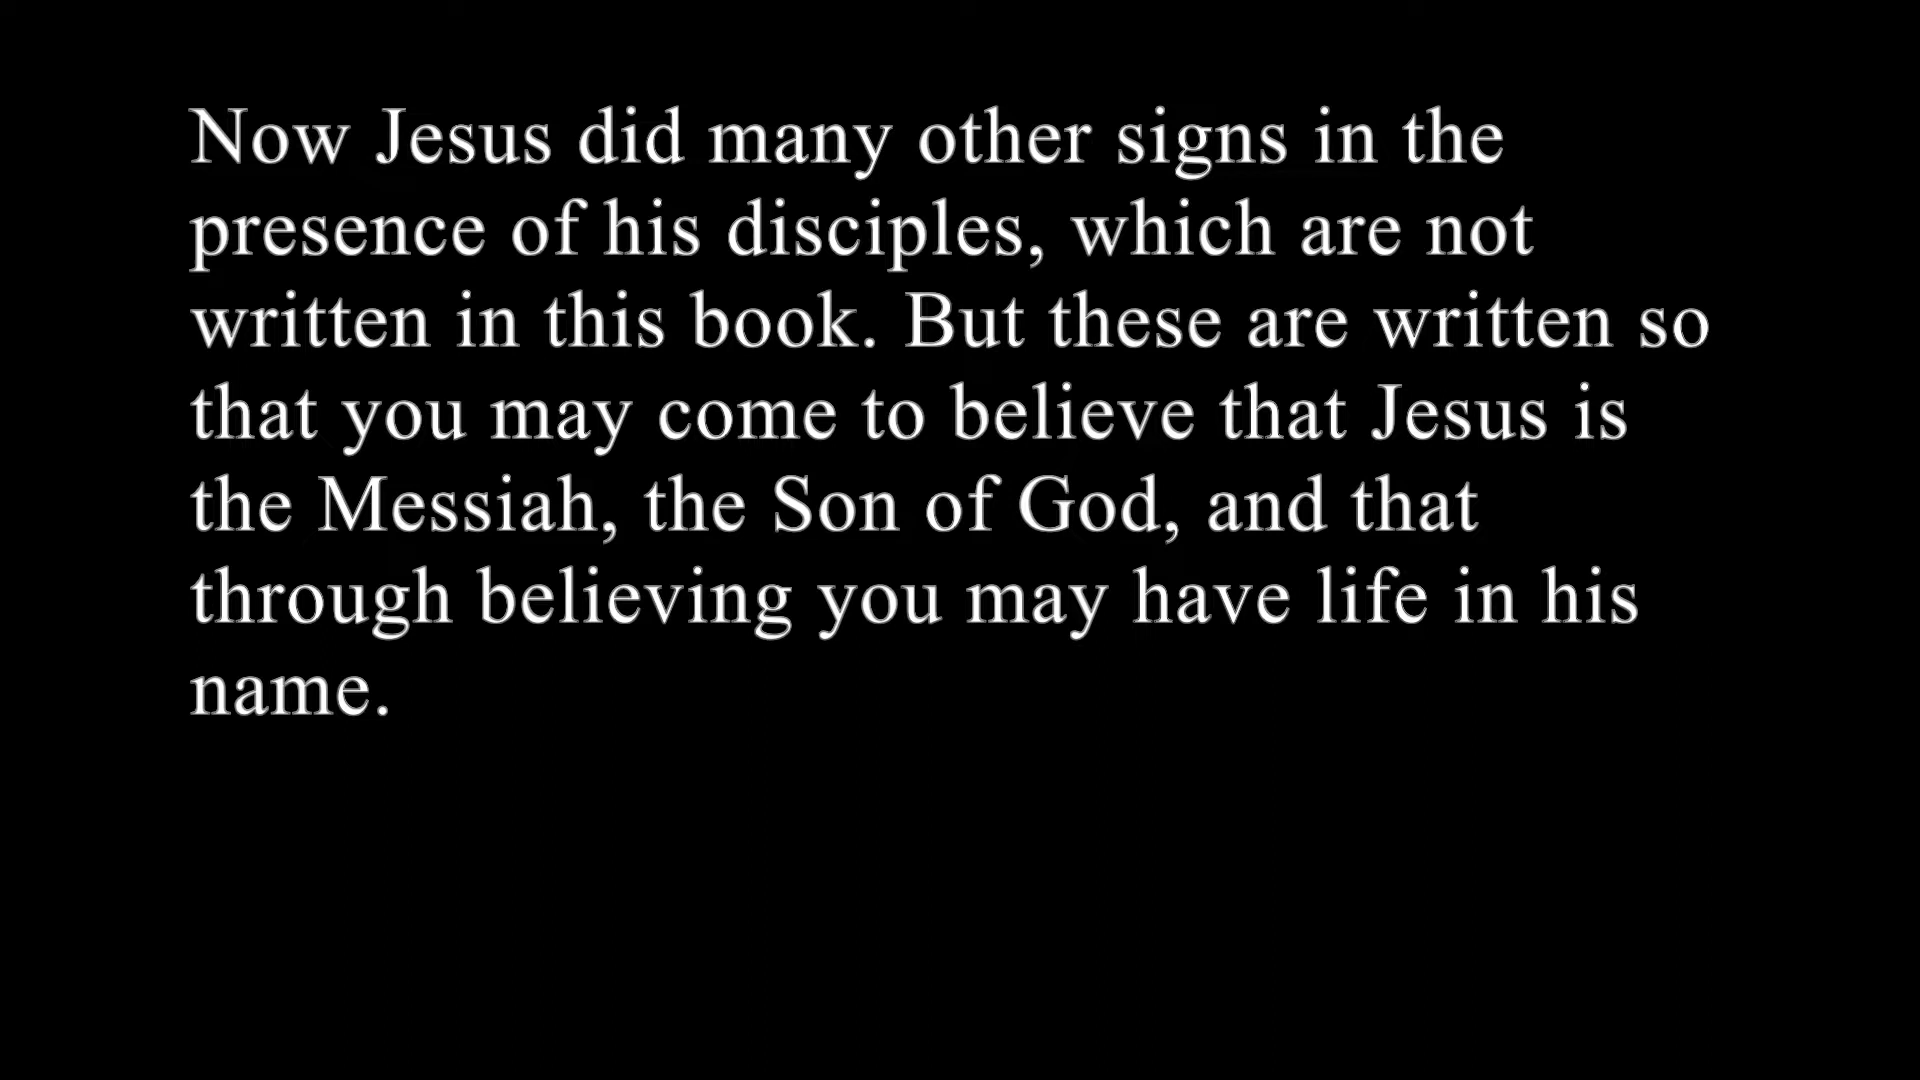 Now Jesus did many other signs in the
presence of his disciples, which are not
written in this book. But these are written so
that you may come to believe that Jesus is
the Messiah, the Son of God, and that
through believing you may have life in his
name.